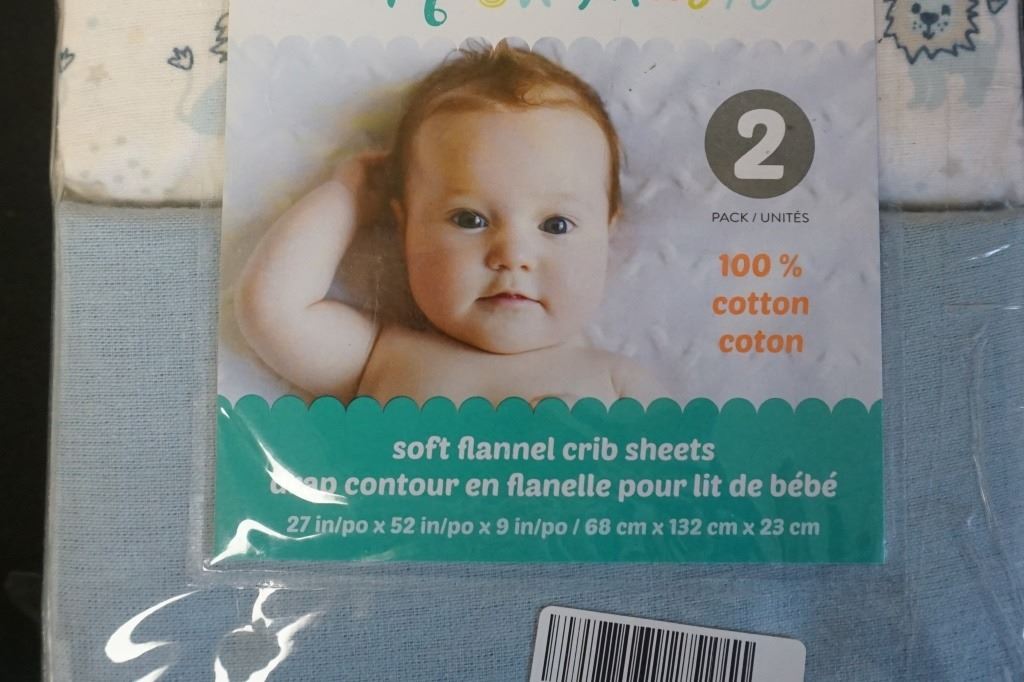 2
PACK / UNITÉS
100 %
cotton
coton
soft flannel crib sheets
contour en flanelle pour lit de bébé
27 in/po x 52 in/po x 9 in/po / 68 cm x 132 cm x 23 cm